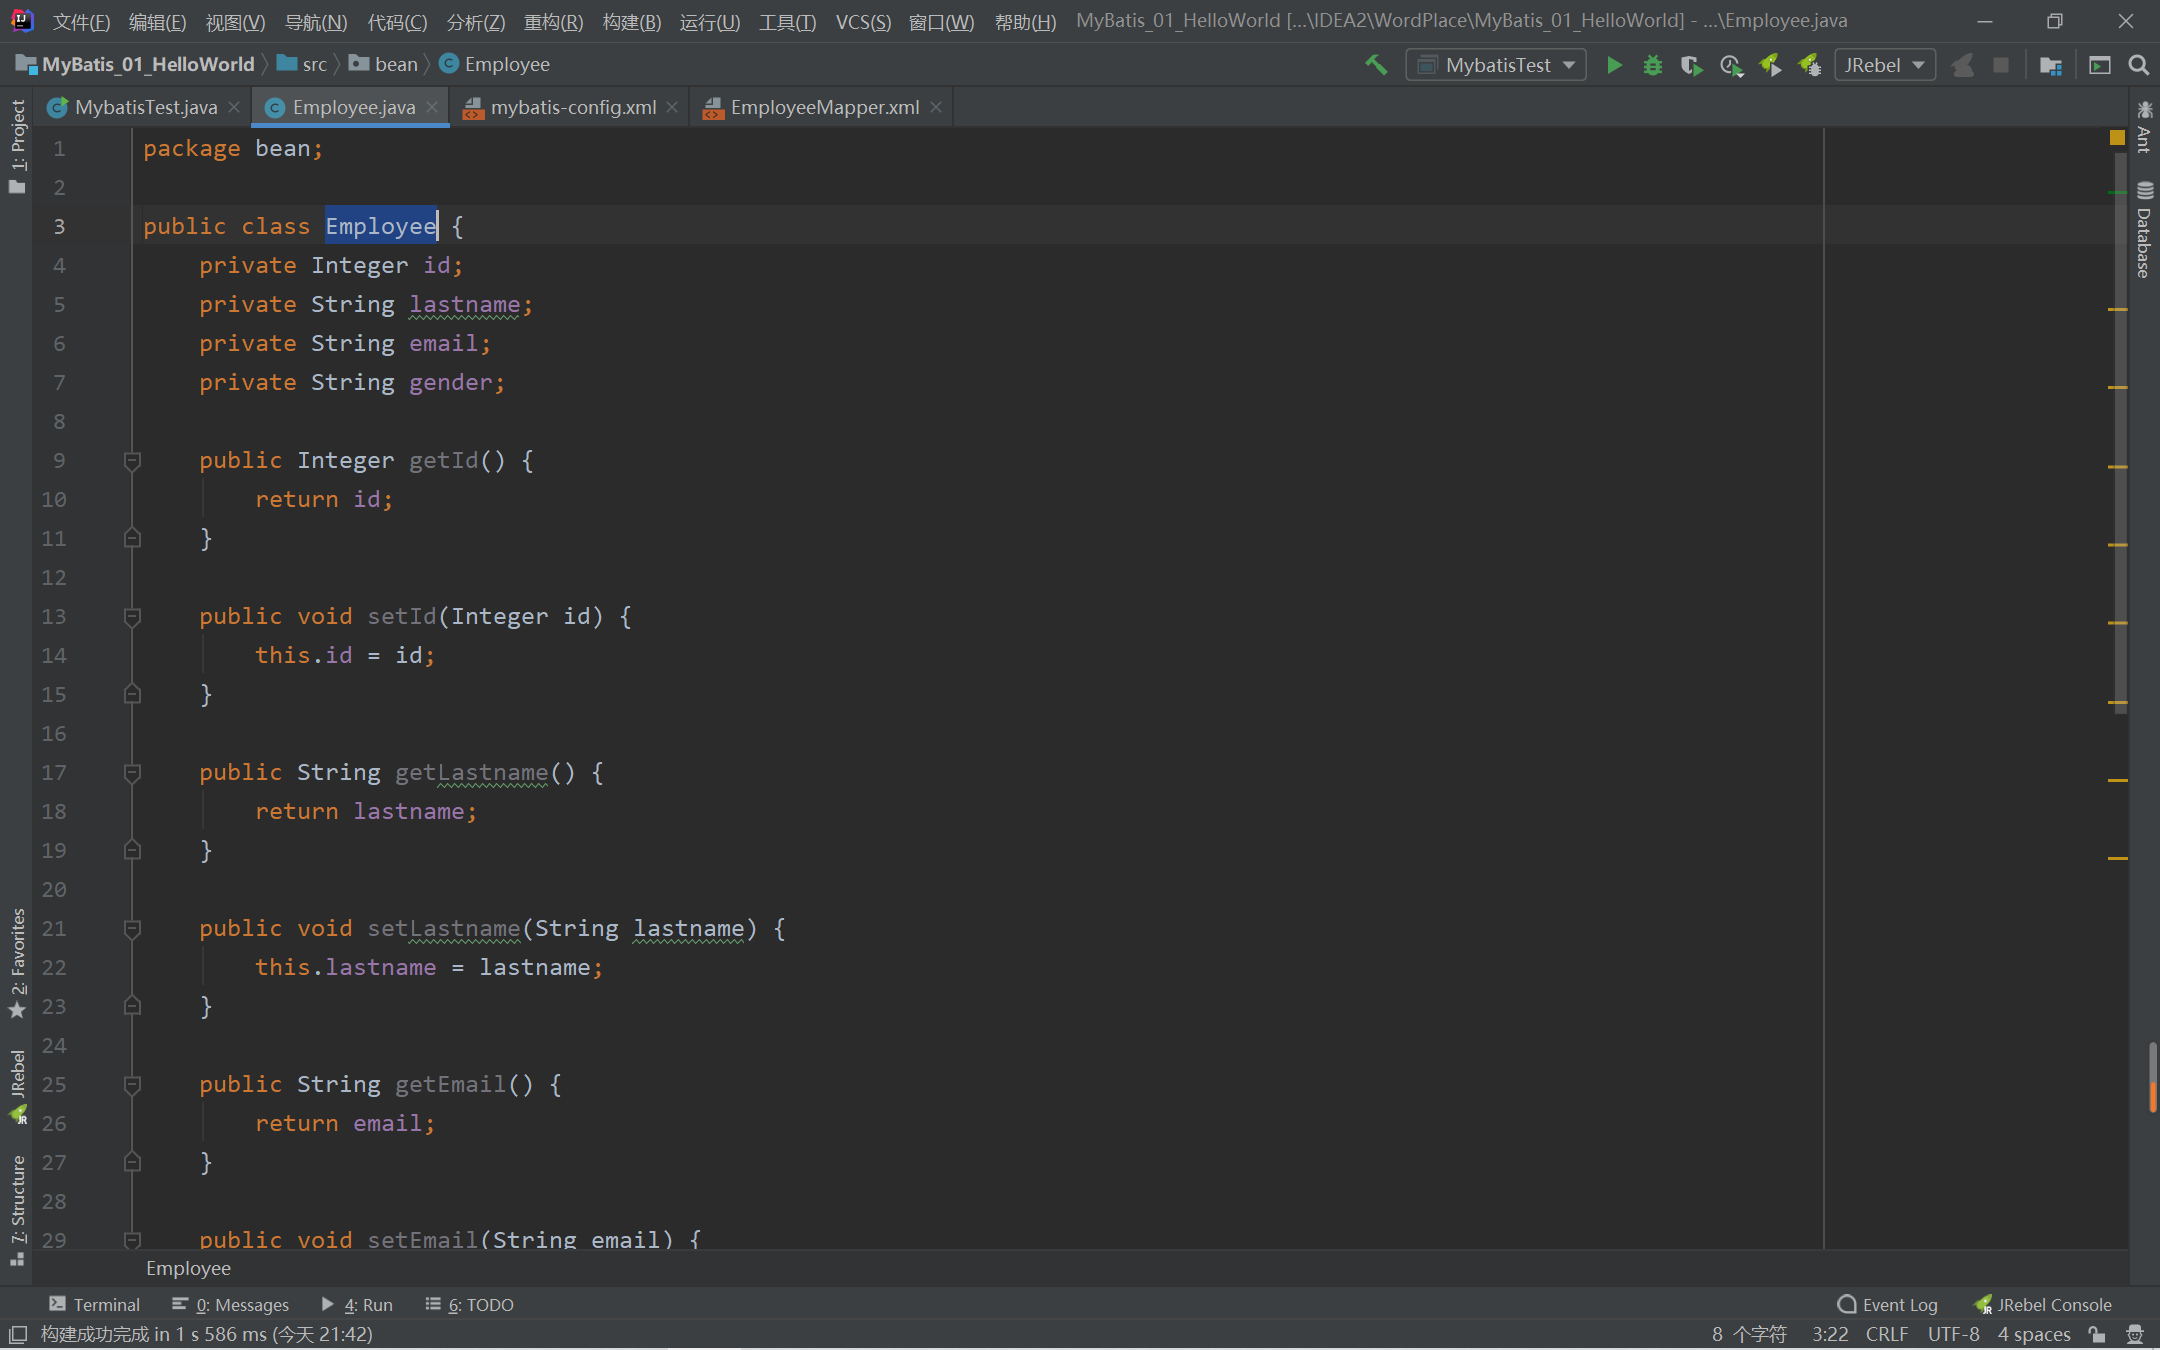 文件(F) 编辑(E) 视图(V) 导航(N) 代码(C) 分析(Z) 重构(R) 构建(B) 运行(U) 工具(T) VCS(S) 窗口(W) 帮助(H) MyBatis_01_HelloWorld [...\IDEA2\WordPlace\MyBatis_01_HelloWorld] - ...\Employee.java
MyBatis_01_HelloWorld src bean Employee MybatisTest JRebel
MybatisTest.java Employee.java mybatis-config.xml EmployeeMapper.xml
1: Project
2: Favorites
JRebel
7: Structure
Ant
Database
1 package bean;
2
3 public class Employee {
4 private Integer id;
5 private String lastname;
6 private String email;
7 private String gender;
8
9 public Integer getId() {
10 return id;
11 }
12
13 public void setId(Integer id) {
14 this.id = id;
15 }
16
17 public String getLastname() {
18 return lastname;
19 }
20
21 public void setLastname(String lastname) {
22 this.lastname = lastname;
23 }
24
25 public String getEmail() {
26 return email;
27 }
28
29 public void setEmail(String email) {
Employee
Terminal 0: Messages 4: Run 6: TODO Event Log JRebel Console
构建成功完成 in 1 s 586 ms (今天 21:42) 8 个字符 3:22 CRLF UTF-8 4 spaces